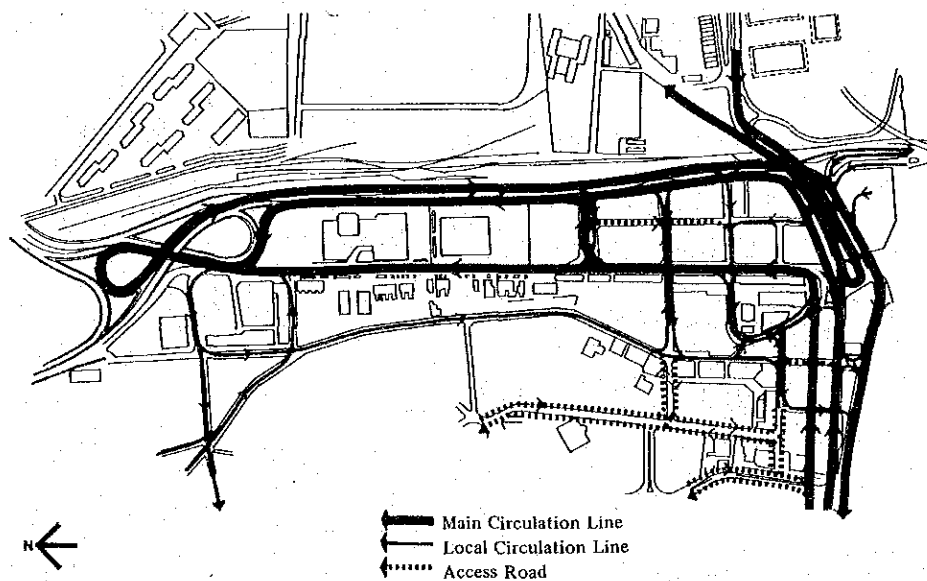 N
Main Circulation Line
Local Circulation Line
Access Road